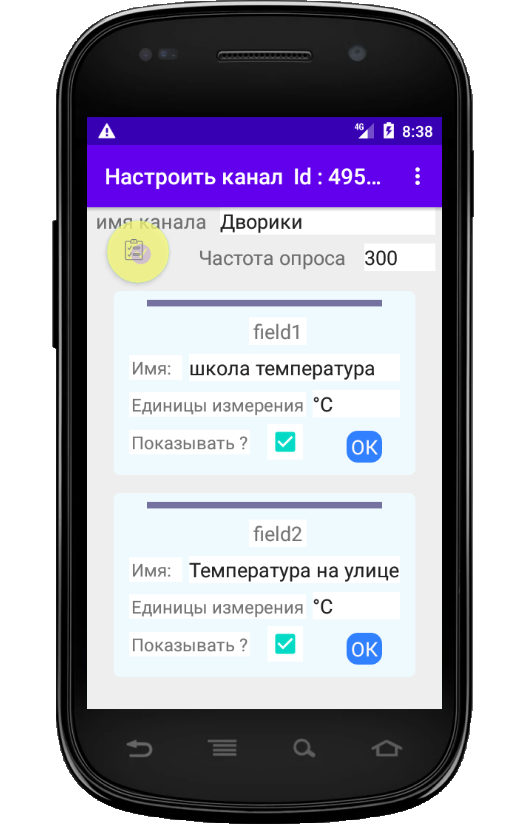 4G 8:38
Настроить канал Id : 495...
имя канала Дворики
Частота опроса 300
field1
Имя: школа температура
Единицы измерения °C
Показывать ? OK
field2
Имя: Температура на улице
Единицы измерения °C
Показывать ? OK